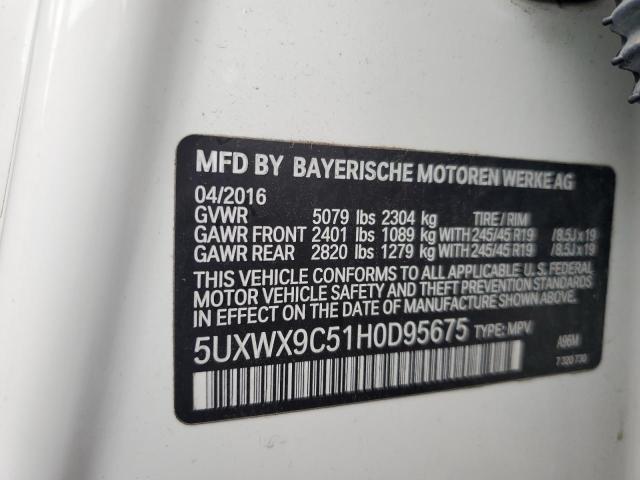 MFD BY BAYERISCHE MOTOREN WERKE AG
04/2016
GVWR 5079 lbs 2304 kg TIRE / RIM
GAWR FRONT 2401 lbs 1089 kg WITH 245/45 R19 / 8.5J x 19
GAWR REAR 2820 lbs 1279 kg WITH 245/45 R19 / 8.5J x 19
THIS VEHICLE CONFORMS TO ALL APPLICABLE U.S. FEDERAL
MOTOR VEHICLE SAFETY AND THEFT PREVENTION STANDARDS
IN EFFECT ON THE DATE OF MANUFACTURE SHOWN ABOVE.
5UXWX9C51H0D95675 TYPE: MPV A96M
7 320 730